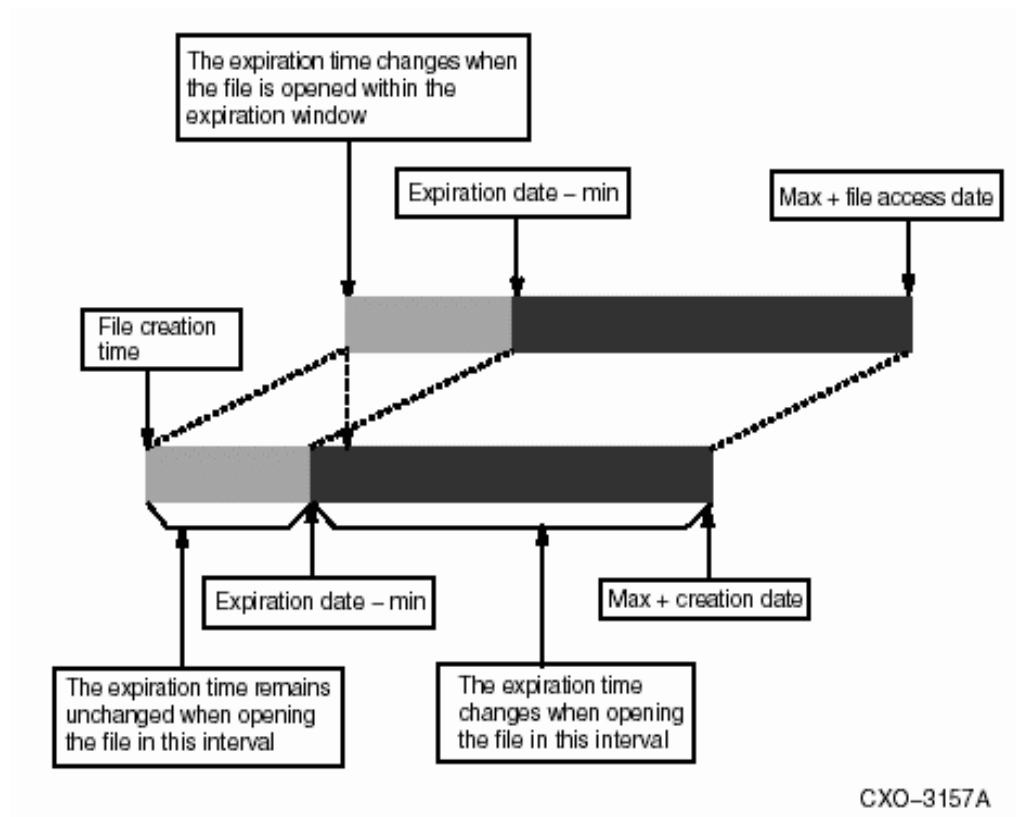 The expiration time changes when
the file is opened within the
expiration window
Expiration date – min
Max + file access date
File creation
time
Expiration date – min
Max + creation date
The expiration time remains
unchanged when opening
the file in this interval
The expiration time
changes when opening
the file in this interval
CXO–3157A